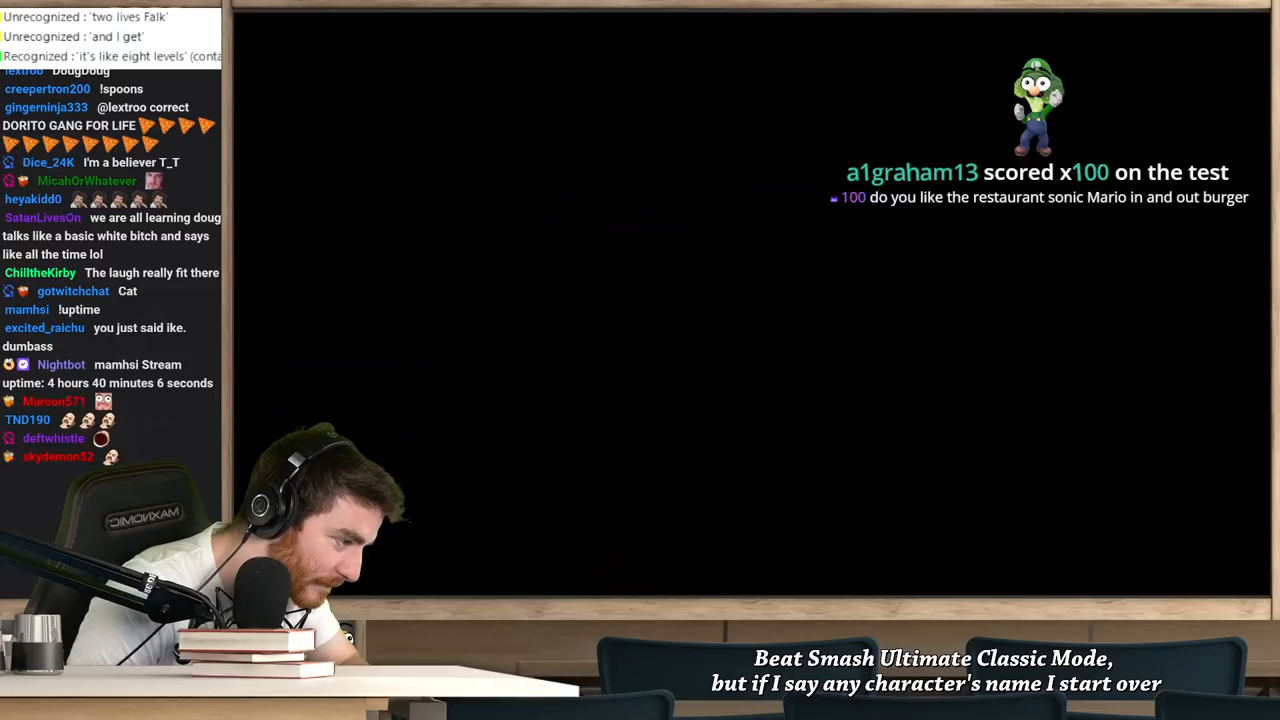 Unrecognized : 'two lives Falk'
Unrecognized : 'and I get'
Recognized : 'it's like eight levels' (conta
lextroo DougDoug
creepertron200 !spoons
gingerninja333 @lextroo correct
DORITO GANG FOR LIFE
Dice_24K I'm a believer T_T
MicahOrWhatever
heyakidd0
SatanLivesOn we are all learning doug
talks like a basic white bitch and says
like all the time lol
ChilltheKirby The laugh really fit there
gotwitchchat Cat
mamhsi !uptime
excited_raichu you just said ike.
dumbass
Nightbot mamhsi Stream
uptime: 4 hours 40 minutes 6 seconds
Maroon571
TND190
deftwhistle
skydemon52
a1graham13 scored x100 on the test
100 do you like the restaurant sonic Mario in and out burger
MAXNOMIC
Beat Smash Ultimate Classic Mode,
but if I say any character's name I start over